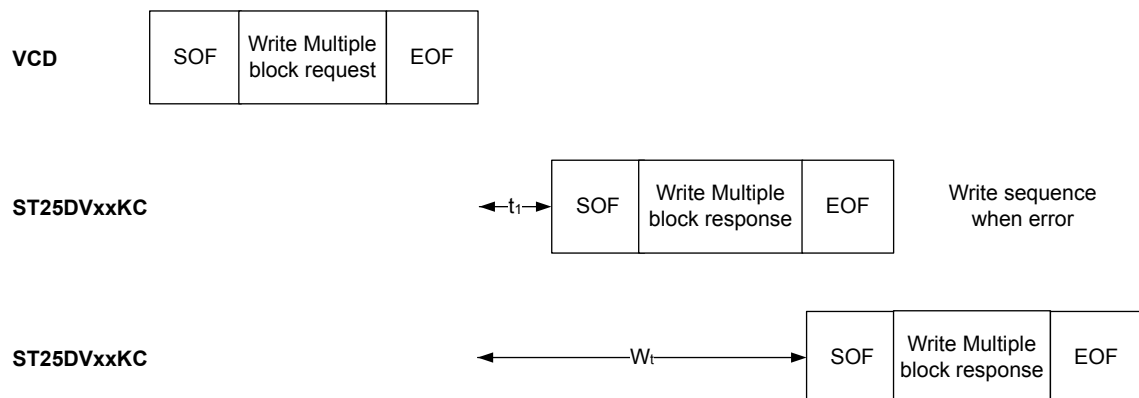 VCD
SOF
Write Multiple
block request
EOF
ST25DVxxKC
t₁
SOF
Write Multiple
block response
EOF
Write sequence
when error
ST25DVxxKC
Wₜ
SOF
Write Multiple
block response
EOF